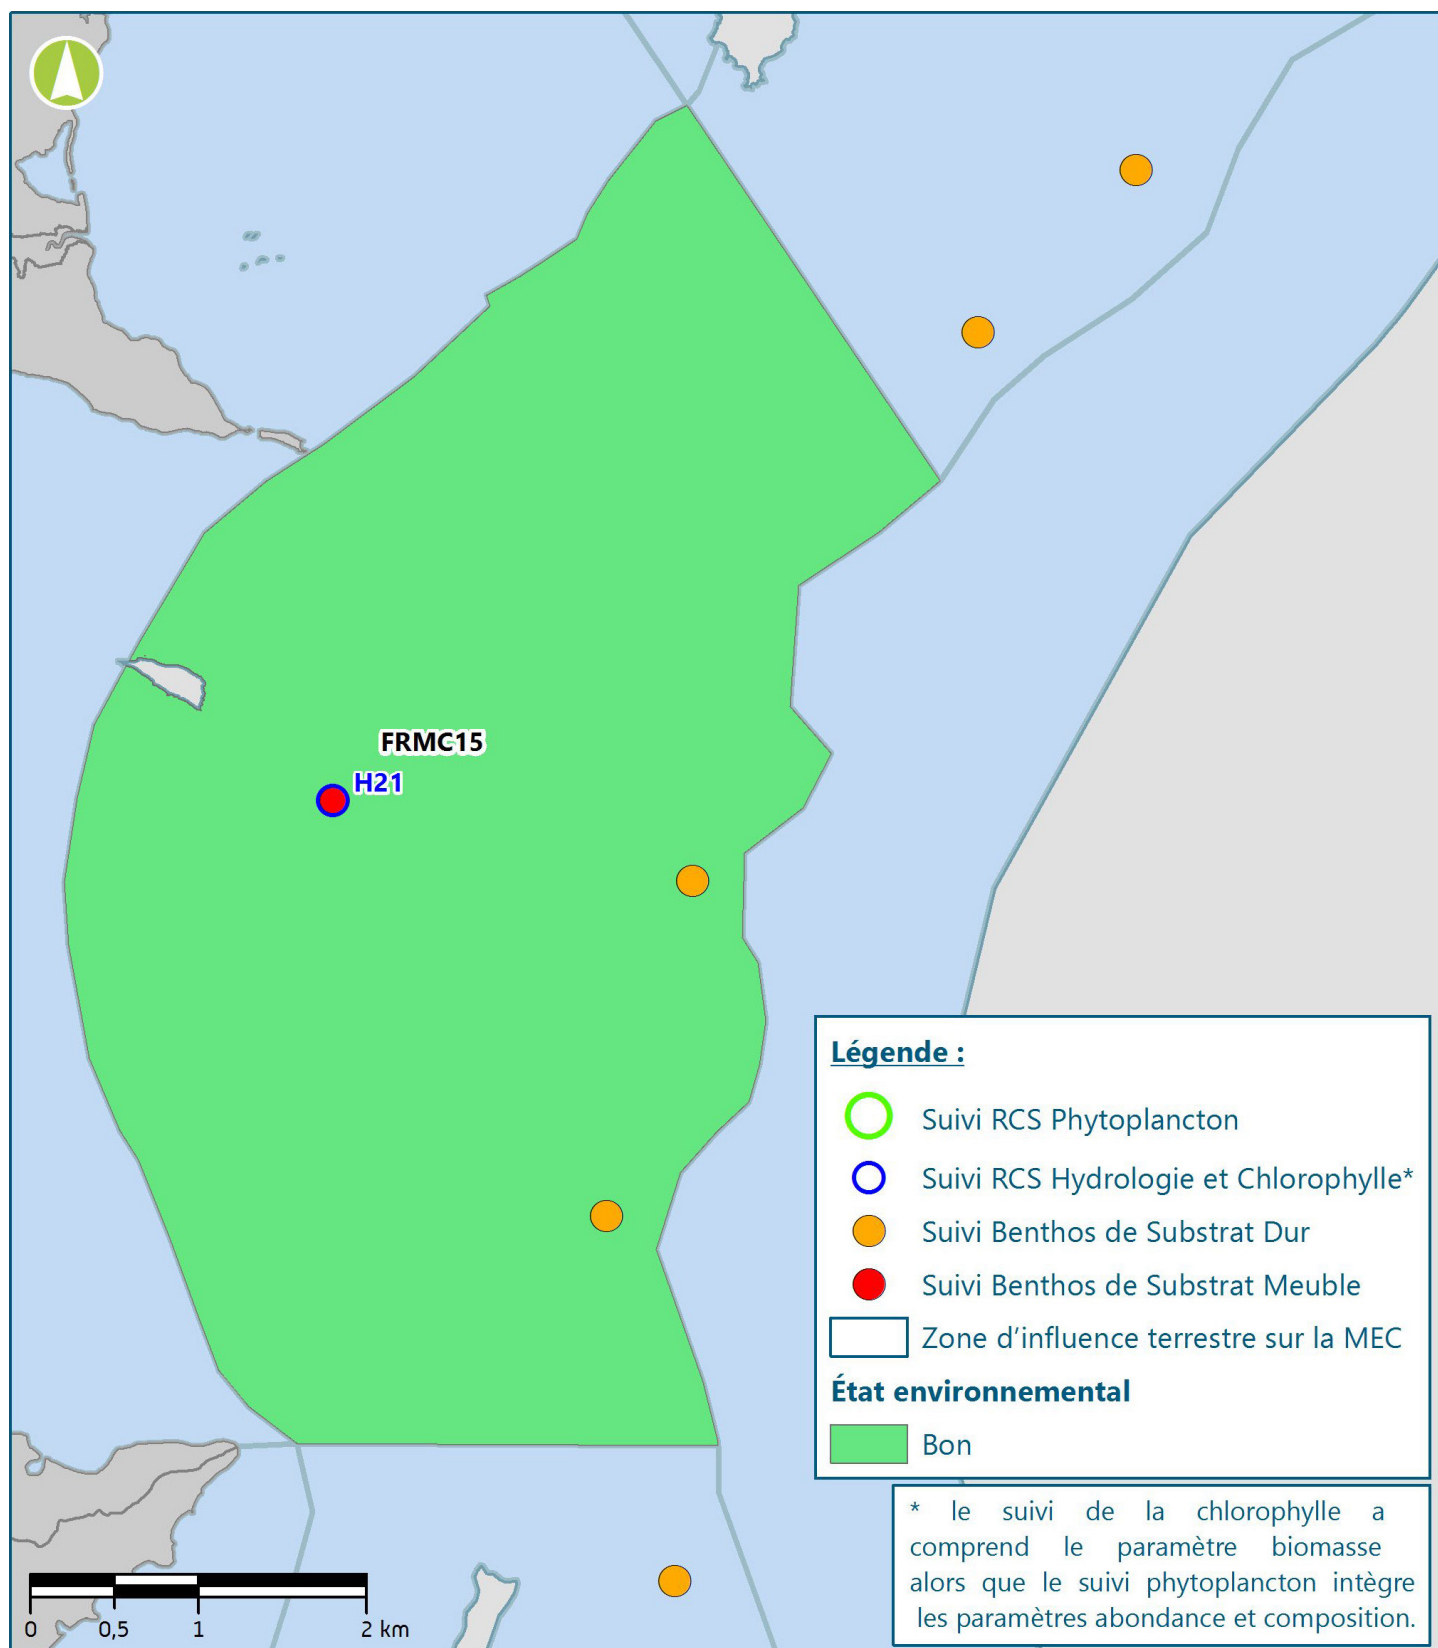 FRMC15
H21
Légende :
Suivi RCS Phytoplancton
Suivi RCS Hydrologie et Chlorophylle*
Suivi Benthos de Substrat Dur
Suivi Benthos de Substrat Meuble
Zone d’influence terrestre sur la MEC
État environnemental
Bon
* le suivi de la chlorophylle a
comprend le paramètre biomasse
alors que le suivi phytoplancton intègre
les paramètres abondance et composition.
0 0,5 1 2 km